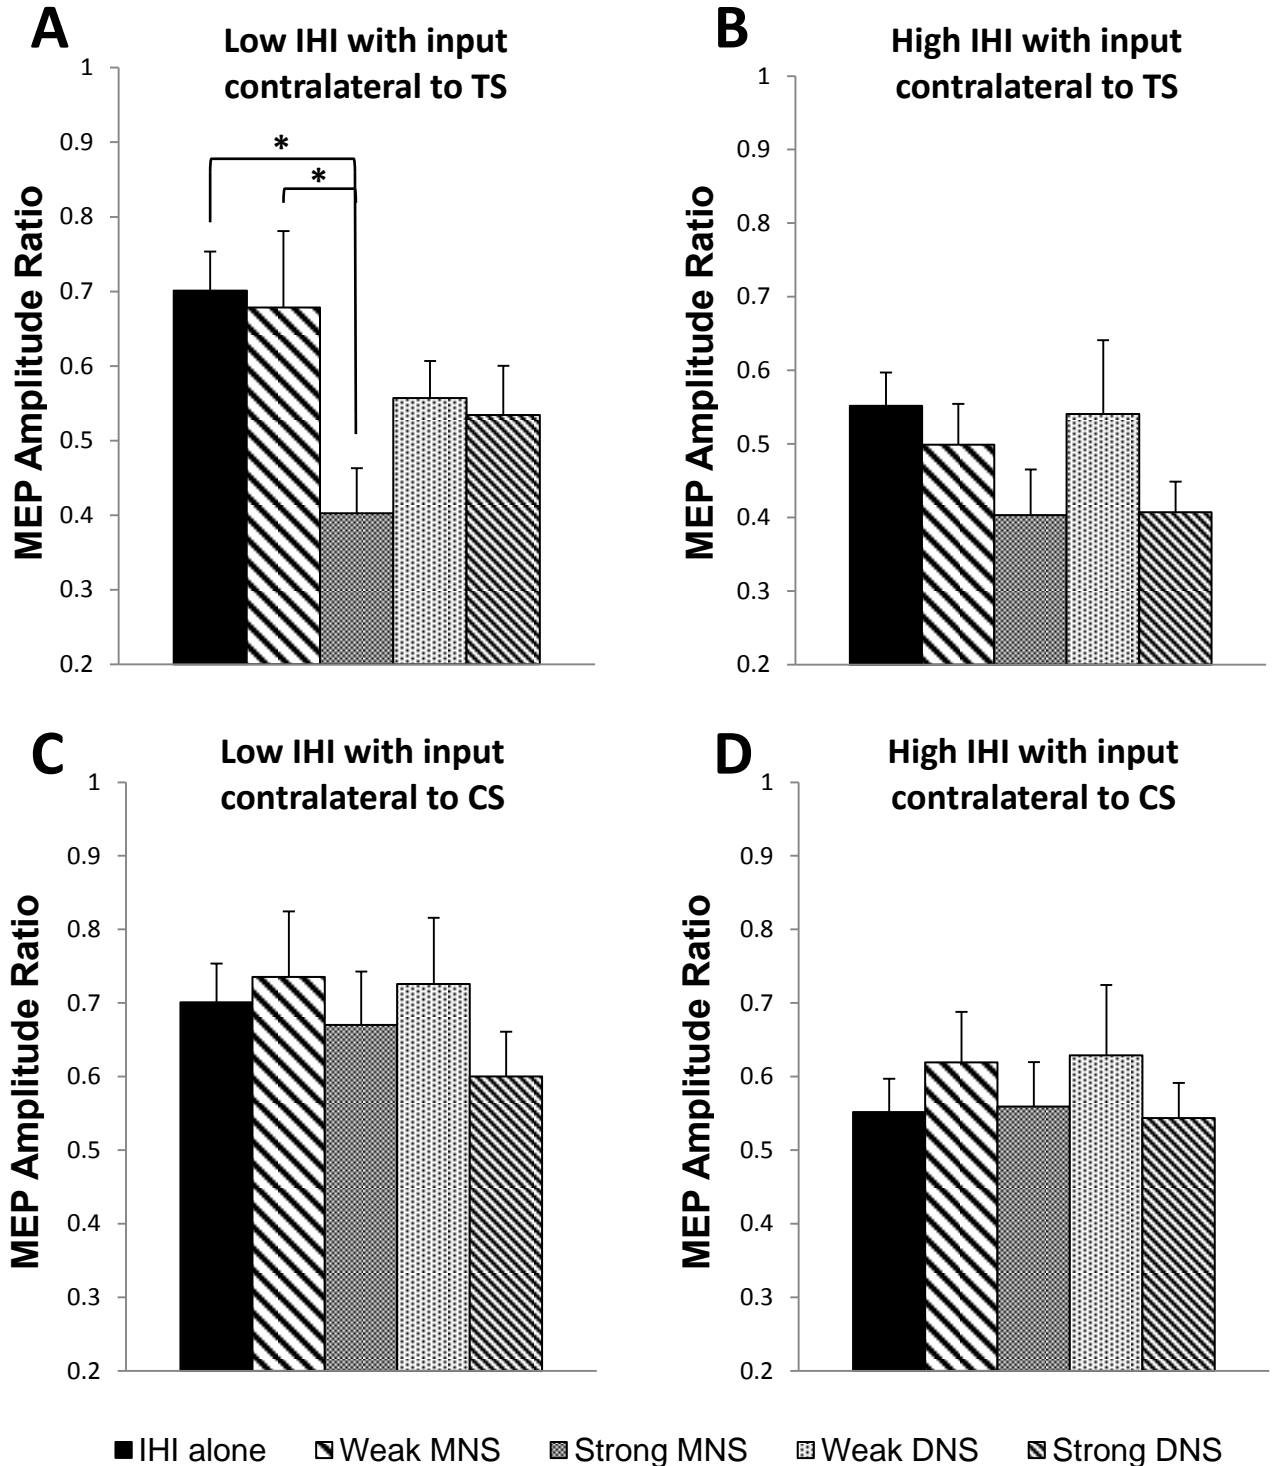 A
Low IHI with input
contralateral to TS
MEP Amplitude Ratio
1
0.9
0.8
0.7
0.6
0.5
0.4
0.3
0.2
*
*
B
High IHI with input
contralateral to TS
MEP Amplitude Ratio
1
0.9
0.8
0.7
0.6
0.5
0.4
0.3
0.2
C
Low IHI with input
contralateral to CS
MEP Amplitude Ratio
1
0.9
0.8
0.7
0.6
0.5
0.4
0.3
0.2
D
High IHI with input
contralateral to CS
MEP Amplitude Ratio
1
0.9
0.8
0.7
0.6
0.5
0.4
0.3
0.2
IHI alone Weak MNS Strong MNS Weak DNS Strong DNS